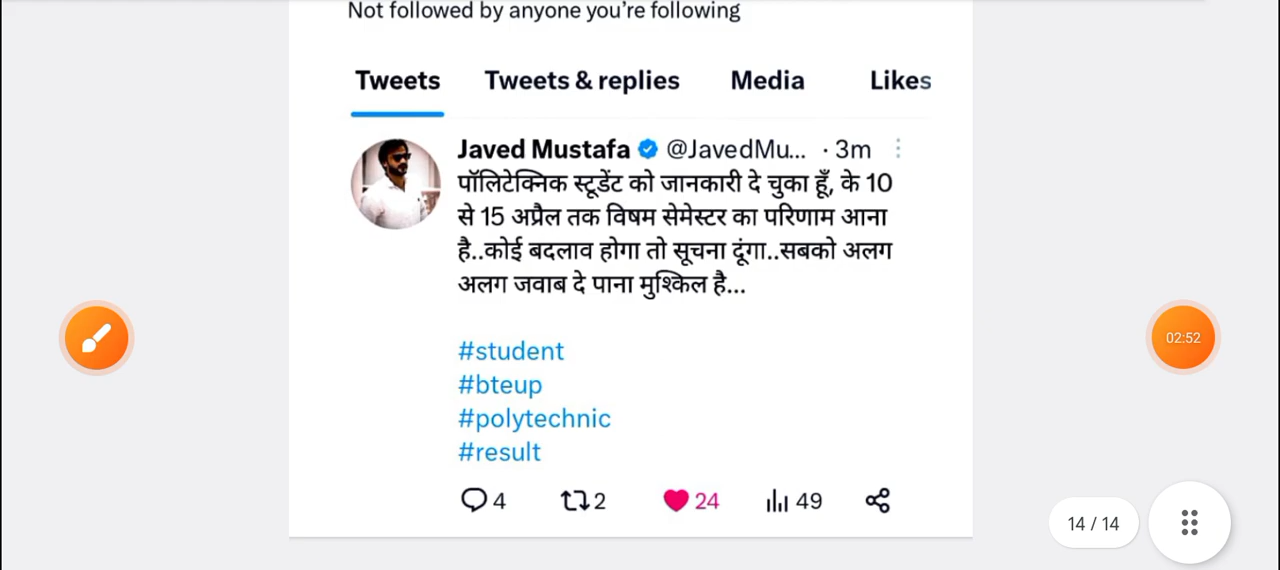 Not followed by anyone you’re following
Tweets Tweets & replies Media Likes
Javed Mustafa @JavedMu... · 3m
पॉलिटेक्निक स्टूडेंट को जानकारी दे चुका हूँ, के 10
से 15 अप्रैल तक विषम सेमेस्टर का परिणाम आना
है..कोई बदलाव होगा तो सूचना दूंगा..सबको अलग
अलग जवाब दे पाना मुश्किल है...
#student
#bteup
#polytechnic
#result
4 2 24 49
02:52
14 / 14